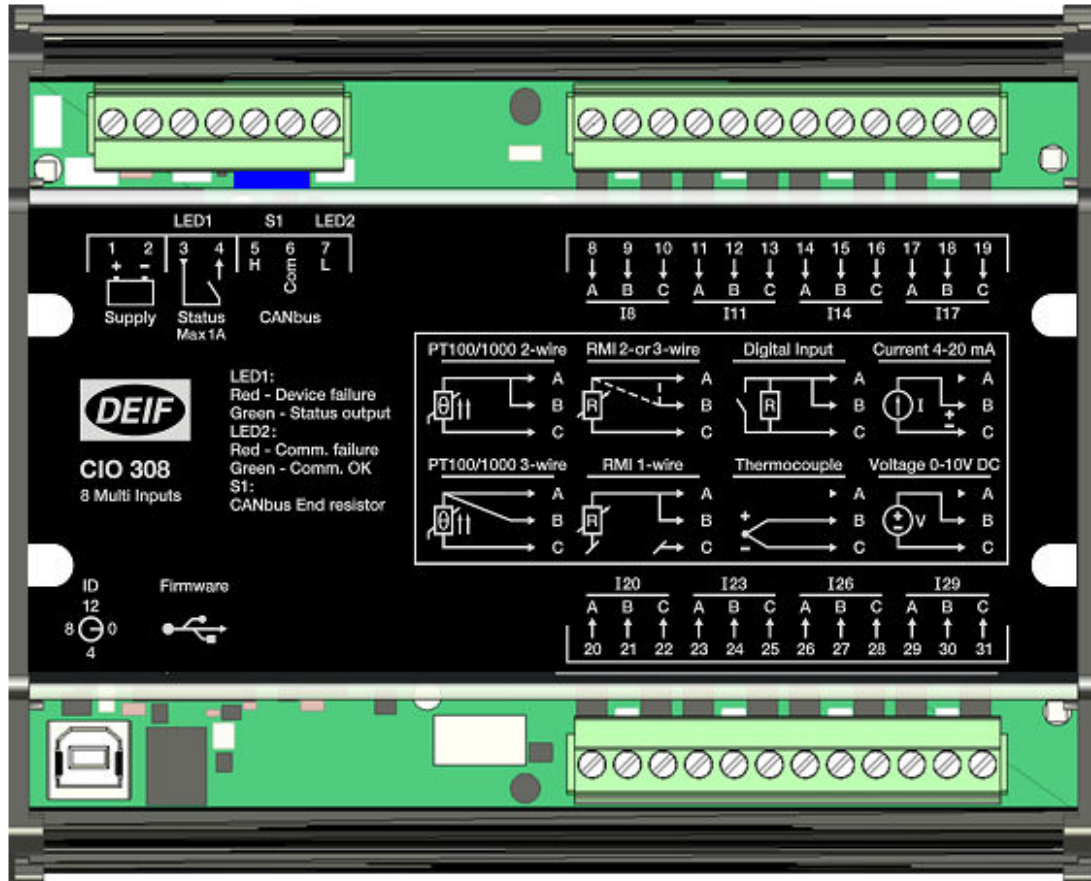 LED1 S1 LED2
1 2 3 4 5 6 7
+ - H Com L
Supply Status CANbus
Max 1A
8 9 10 11 12 13 14 15 16 17 18 19
A B C A B C A B C A B C
I8 I11 I14 I17
DEIF
CIO 308
8 Multi Inputs
LED1:
Red - Device failure
Green - Status output
LED2:
Red - Comm. failure
Green - Comm. OK
S1:
CANbus End resistor
PT100/1000 2-wire RMI 2-or 3-wire Digital Input Current 4-20 mA
A A A A
θ R R I + -
B B B B
C C C C
PT100/1000 3-wire RMI 1-wire Thermocouple Voltage 0-10V DC
A A A A
θ R + - + - V
B B B B
C C C C
ID Firmware
12
8 0
4
I20 I23 I26 I29
A B C A B C A B C A B C
20 21 22 23 24 25 26 27 28 29 30 31